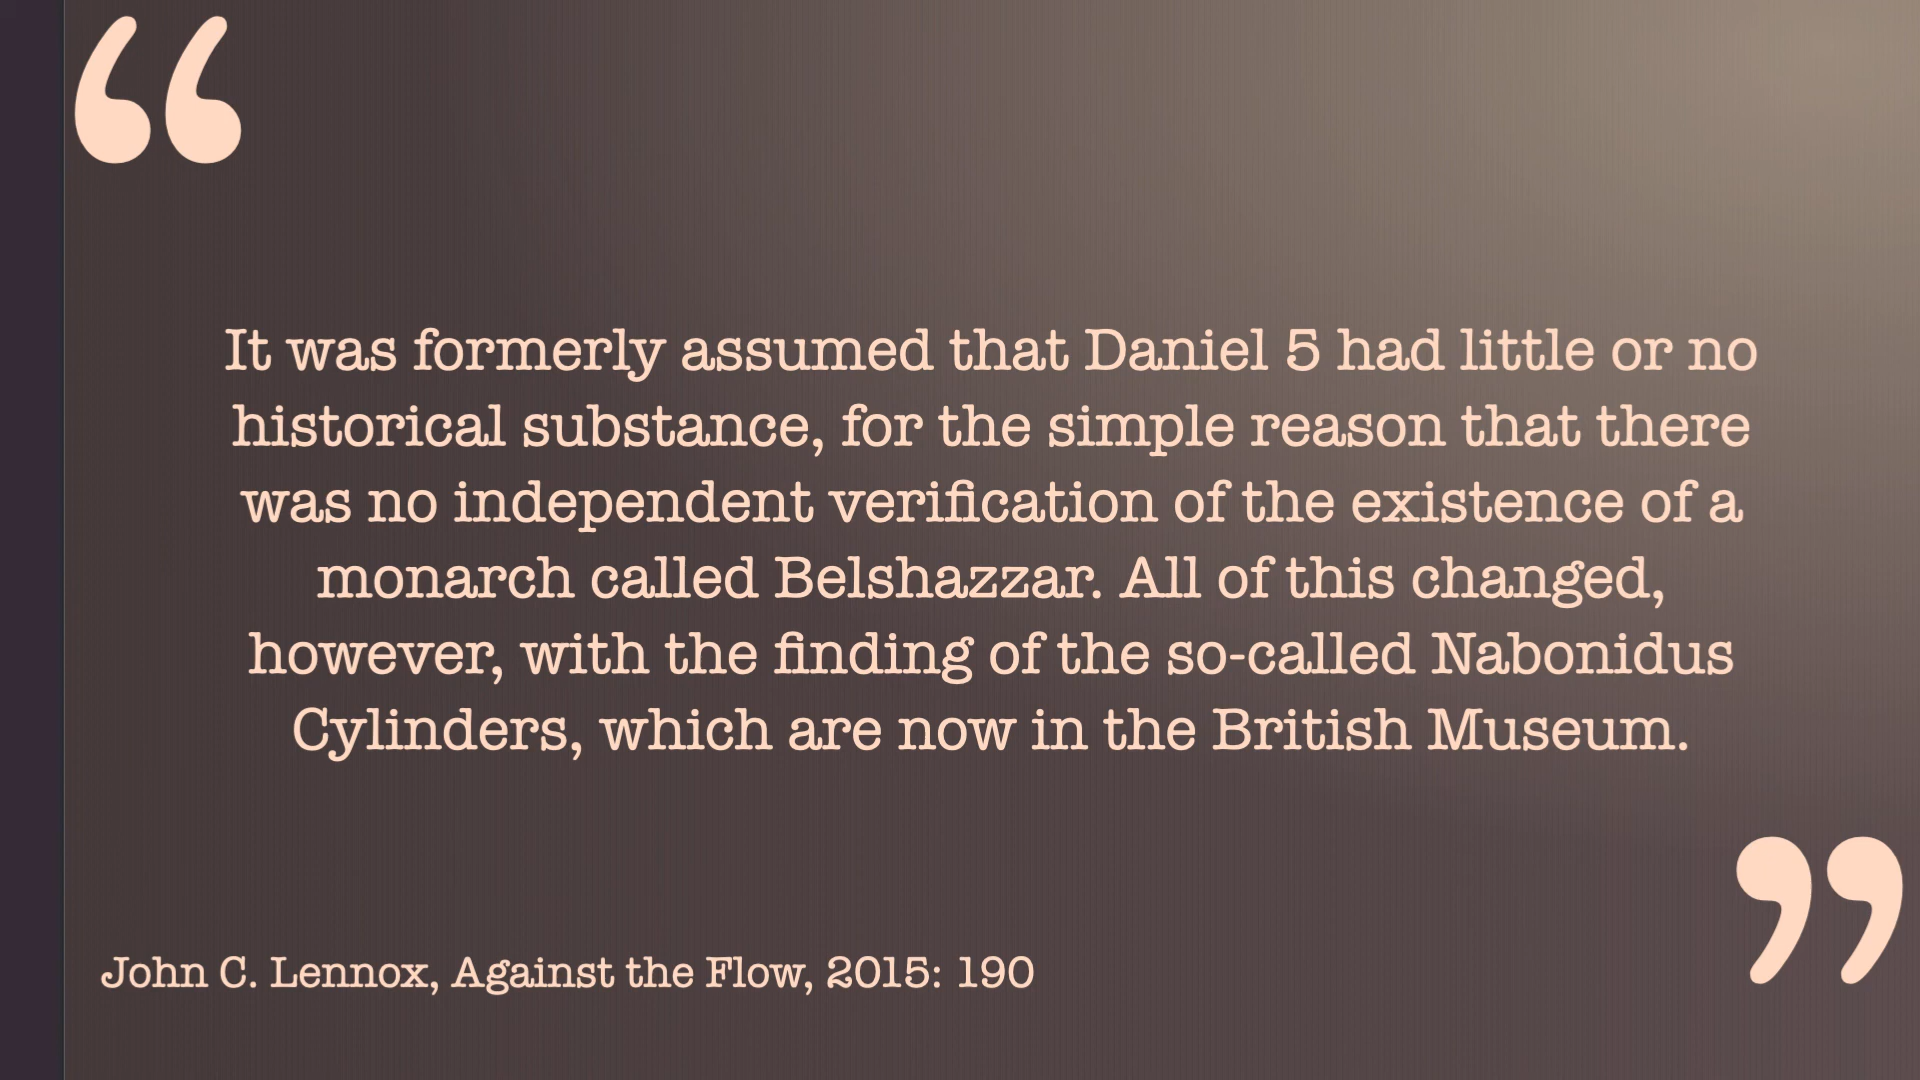 “
It was formerly assumed that Daniel 5 had little or no
historical substance, for the simple reason that there
was no independent verification of the existence of a
monarch called Belshazzar. All of this changed,
however, with the finding of the so-called Nabonidus
Cylinders, which are now in the British Museum.
”
John C. Lennox, Against the Flow, 2015: 190